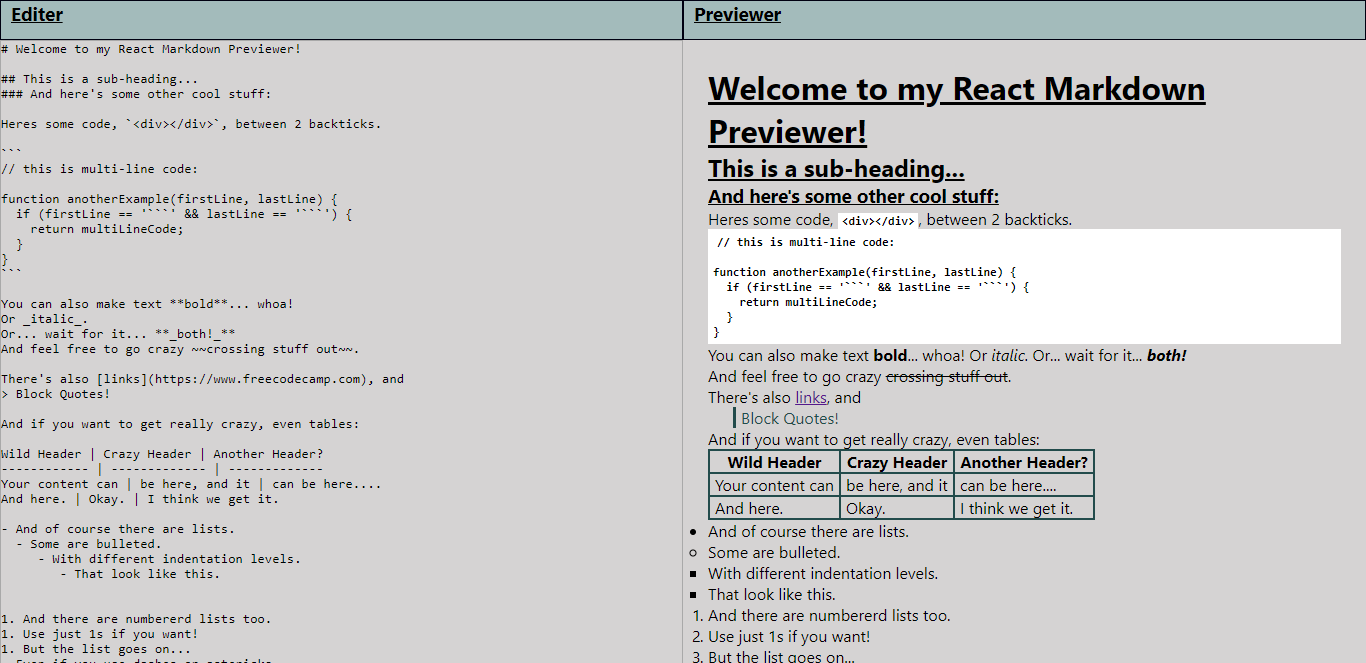 Editer
# Welcome to my React Markdown Previewer!
## This is a sub-heading...
### And here's some other cool stuff:
Heres some code, `<div></div>`, between 2 backticks.
```
// this is multi-line code:
function anotherExample(firstLine, lastLine) {
  if (firstLine == '```' && lastLine == '```') {
    return multiLineCode;
  }
}
```
You can also make text **bold**... whoa!
Or _italic_.
Or... wait for it... **_both!_**
And feel free to go crazy ~~crossing stuff out~~.
There's also [links](https://www.freecodecamp.com), and
> Block Quotes!
And if you want to get really crazy, even tables:
Wild Header | Crazy Header | Another Header?
------------ | ------------- | -------------
Your content can | be here, and it | can be here....
And here. | Okay. | I think we get it.
- And of course there are lists.
  - Some are bulleted.
     - With different indentation levels.
        - That look like this.
1. And there are numbererd lists too.
1. Use just 1s if you want!
1. But the list goes on...
- Even if you use dashes or astericks.
Previewer
Welcome to my React Markdown
Previewer!
This is a sub-heading...
And here's some other cool stuff:
Heres some code, <div></div>, between 2 backticks.
// this is multi-line code:
function anotherExample(firstLine, lastLine) {
  if (firstLine == '```' && lastLine == '```') {
    return multiLineCode;
  }
}
You can also make text bold... whoa! Or italic. Or... wait for it... both!
And feel free to go crazy crossing stuff out.
There's also links, and
Block Quotes!
And if you want to get really crazy, even tables:
Wild Header Crazy Header Another Header?
Your content can be here, and it can be here....
And here. Okay. I think we get it.
• And of course there are lists.
○ Some are bulleted.
▪ With different indentation levels.
▪ That look like this.
1. And there are numbererd lists too.
2. Use just 1s if you want!
3. But the list goes on...